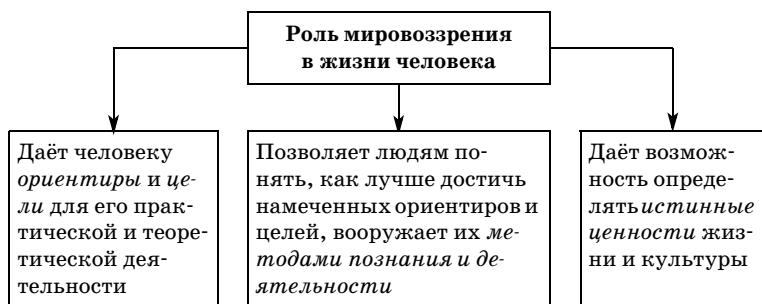 Роль мировоззрения
в жизни человека
Даёт человеку
ориентиры и це-
ли для его прак-
тической и теоре-
тической дея-
тельности
Позволяет людям по-
нять, как лучше достичь
намеченных ориентиров и
целей, вооружает их ме-
тодами познания и де-
ятельности
Даёт возмож-
ность опреде-
лять истинные
ценности жиз-
ни и культуры